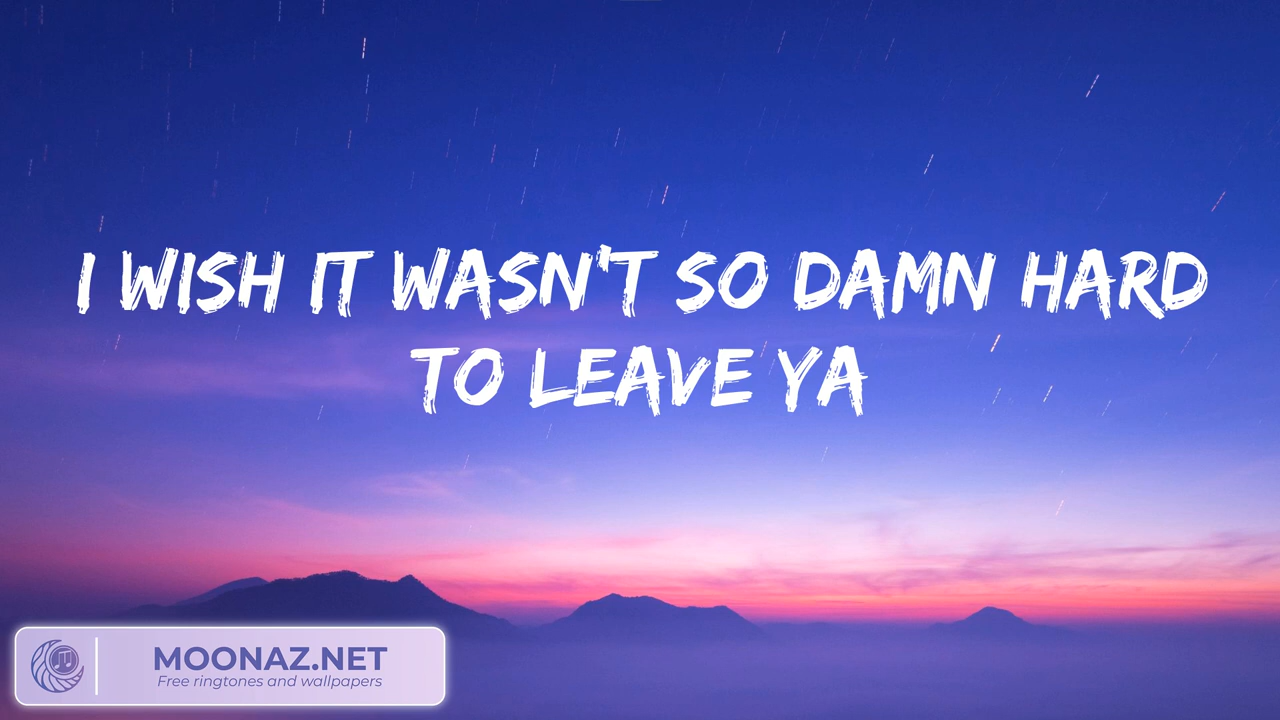 I WISH IT WASN'T SO DAMN HARD
TO LEAVE YA
MOONAZ.NET
Free ringtones and wallpapers